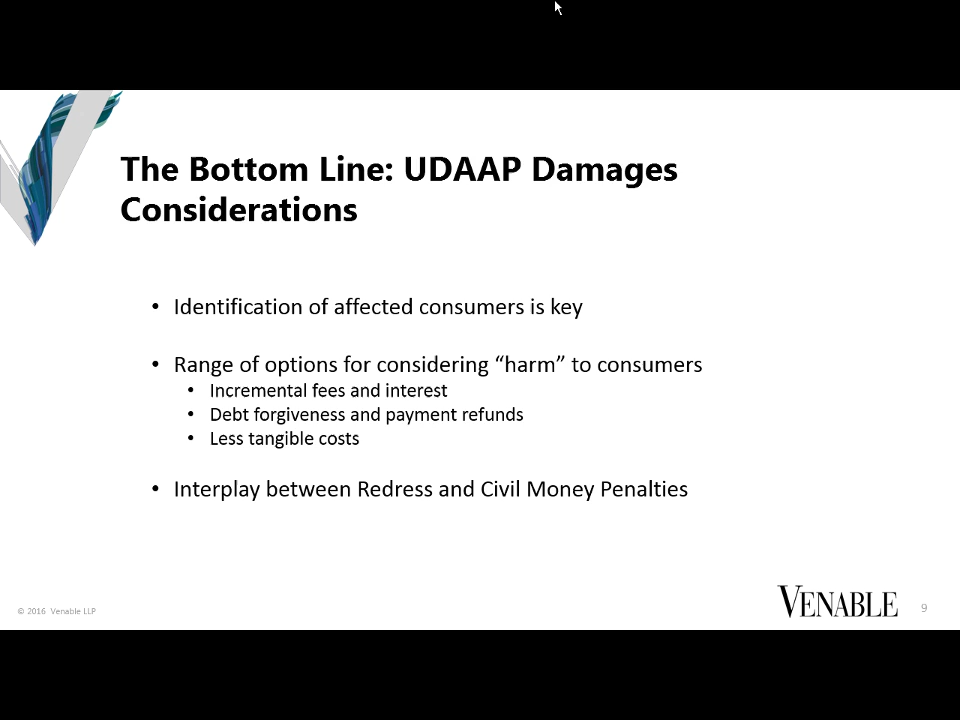 The Bottom Line: UDAAP Damages
Considerations
• Identification of affected consumers is key
• Range of options for considering “harm” to consumers
• Incremental fees and interest
• Debt forgiveness and payment refunds
• Less tangible costs
• Interplay between Redress and Civil Money Penalties
© 2016 Venable LLP
VENABLE
9